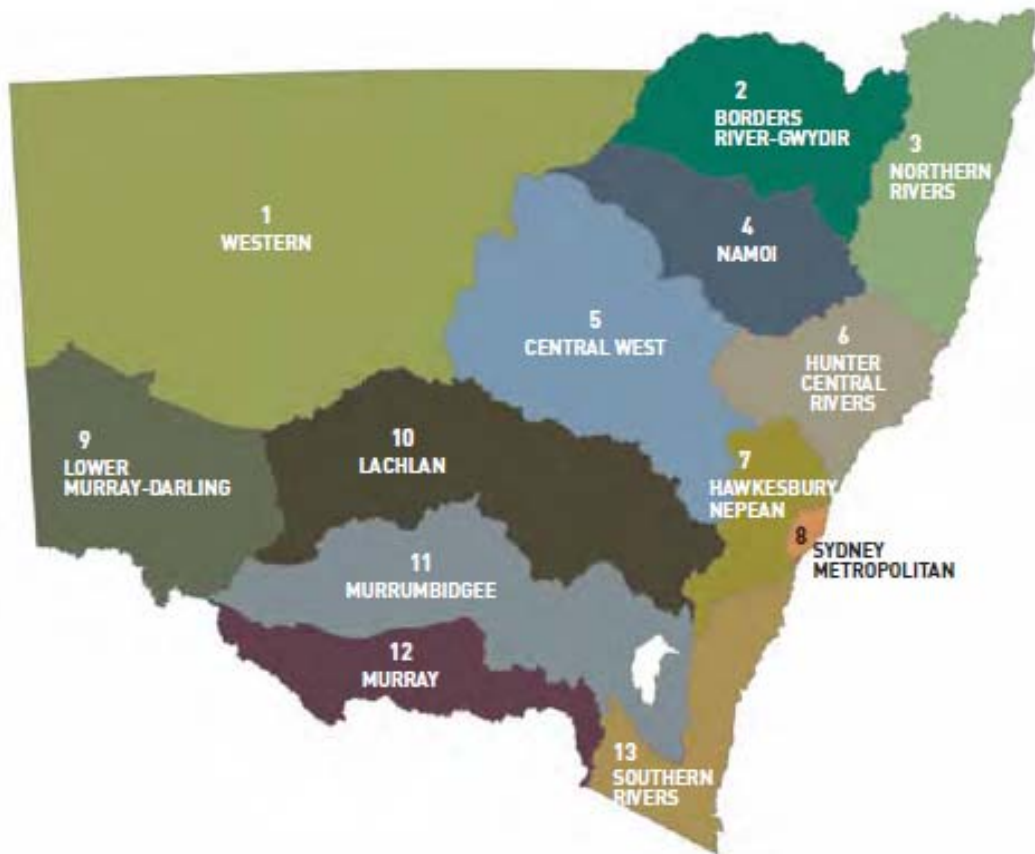 1
WESTERN
2
BORDERS
RIVER-GWYDIR
3
NORTHERN
RIVERS
4
NAMOI
5
CENTRAL WEST
6
HUNTER
CENTRAL
RIVERS
7
HAWKESBURY
NEPEAN
8
SYDNEY
METROPOLITAN
9
LOWER
MURRAY-DARLING
10
LACHLAN
11
MURRUMBIDGEE
12
MURRAY
13
SOUTHERN
RIVERS